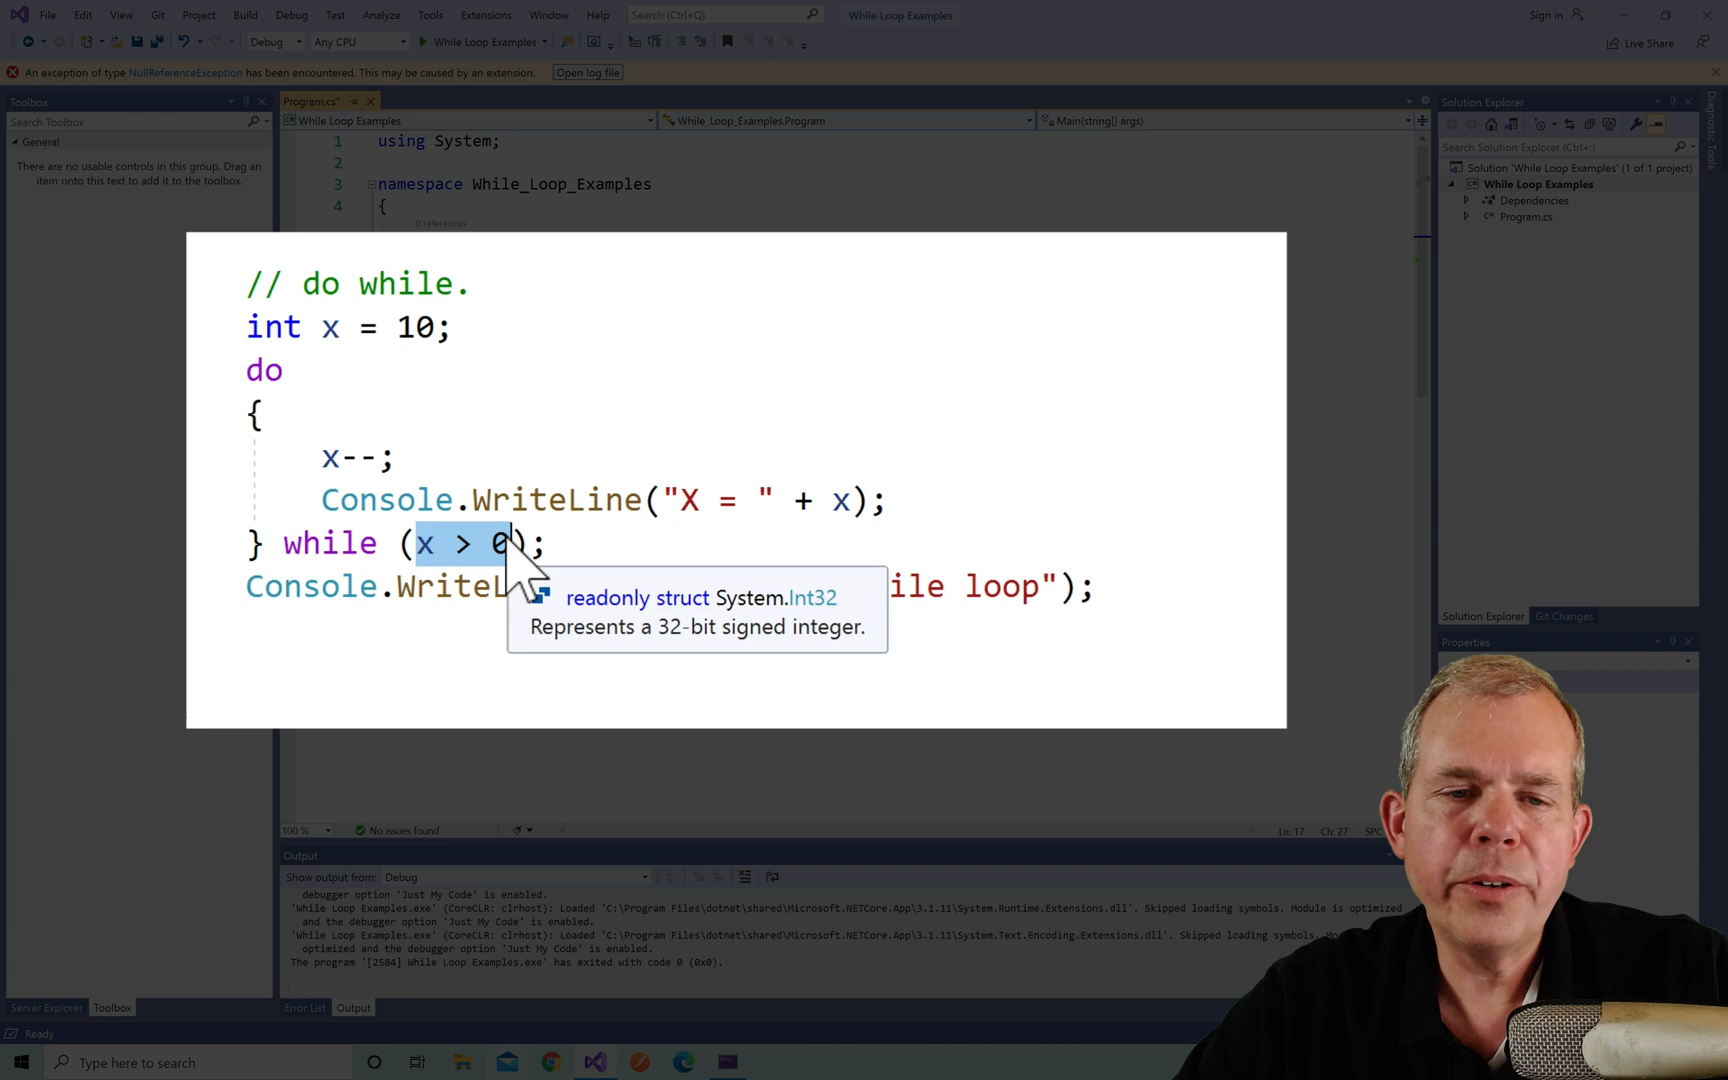 File Edit View Git Project Build Debug Test Analyze Tools Extensions Window Help Search (Ctrl+Q) While Loop Examples Sign in
Debug Any CPU While Loop Examples Live Share
An exception of type NullReferenceException has been encountered. This may be caused by an extension. Open log file
Toolbox
Search Toolbox
General
There are no usable controls in this group. Drag an
item onto this text to add it to the toolbox.
Program.cs*
While Loop Examples While_Loop_Examples.Program Main(string[] args)
1 using System;
2
3 namespace While_Loop_Examples
4 {
0 references
// do while.
int x = 10;
do
{
x--;
Console.WriteLine("X = " + x);
} while (x > 0);
Console.WriteL ile loop");
readonly struct System.Int32
Represents a 32-bit signed integer.
100 % No issues found Ln: 17 Ch: 27 SPC
Output
Show output from: Debug
debugger option 'Just My Code' is enabled.
'While Loop Examples.exe' (CoreCLR: clrhost): Loaded 'C:\Program Files\dotnet\shared\Microsoft.NETCore.App\3.1.11\System.Runtime.Extensions.dll'. Skipped loading symbols. Module is optimized
and the debugger option 'Just My Code' is enabled.
'While Loop Examples.exe' (CoreCLR: clrhost): Loaded 'C:\Program Files\dotnet\shared\Microsoft.NETCore.App\3.1.11\System.Text.Encoding.Extensions.dll'. Skipped loading symbols. Mo
optimized and the debugger option 'Just My Code' is enabled.
The program '[2584] While Loop Examples.exe' has exited with code 0 (0x0).
Error List Output
Server Explorer Toolbox
Solution Explorer
Search Solution Explorer (Ctrl+;)
Solution 'While Loop Examples' (1 of 1 project)
While Loop Examples
Dependencies
Program.cs
Solution Explorer Git Changes
Properties
Diagnostic Tools
Ready
Type here to search